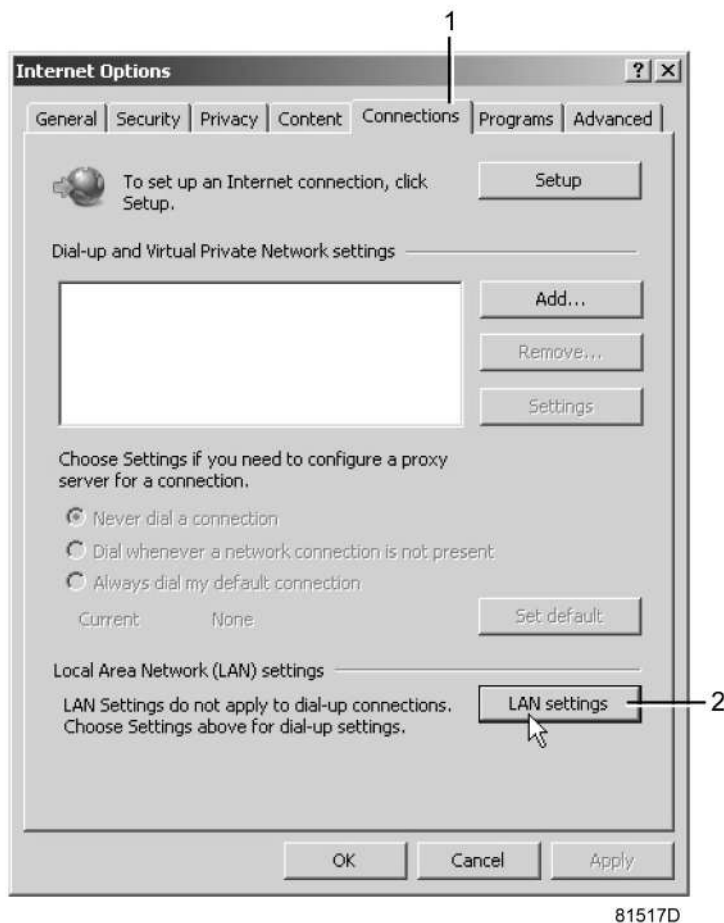 1
Internet Options
General Security Privacy Content Connections Programs Advanced
To set up an Internet connection, click
Setup.
Setup
Dial-up and Virtual Private Network settings
Add...
Remove...
Settings
Choose Settings if you need to configure a proxy
server for a connection.
Never dial a connection
Dial whenever a network connection is not present
Always dial my default connection
Current None
Set default
Local Area Network (LAN) settings
LAN Settings do not apply to dial-up connections.
Choose Settings above for dial-up settings.
LAN settings
2
OK Cancel Apply
81517D